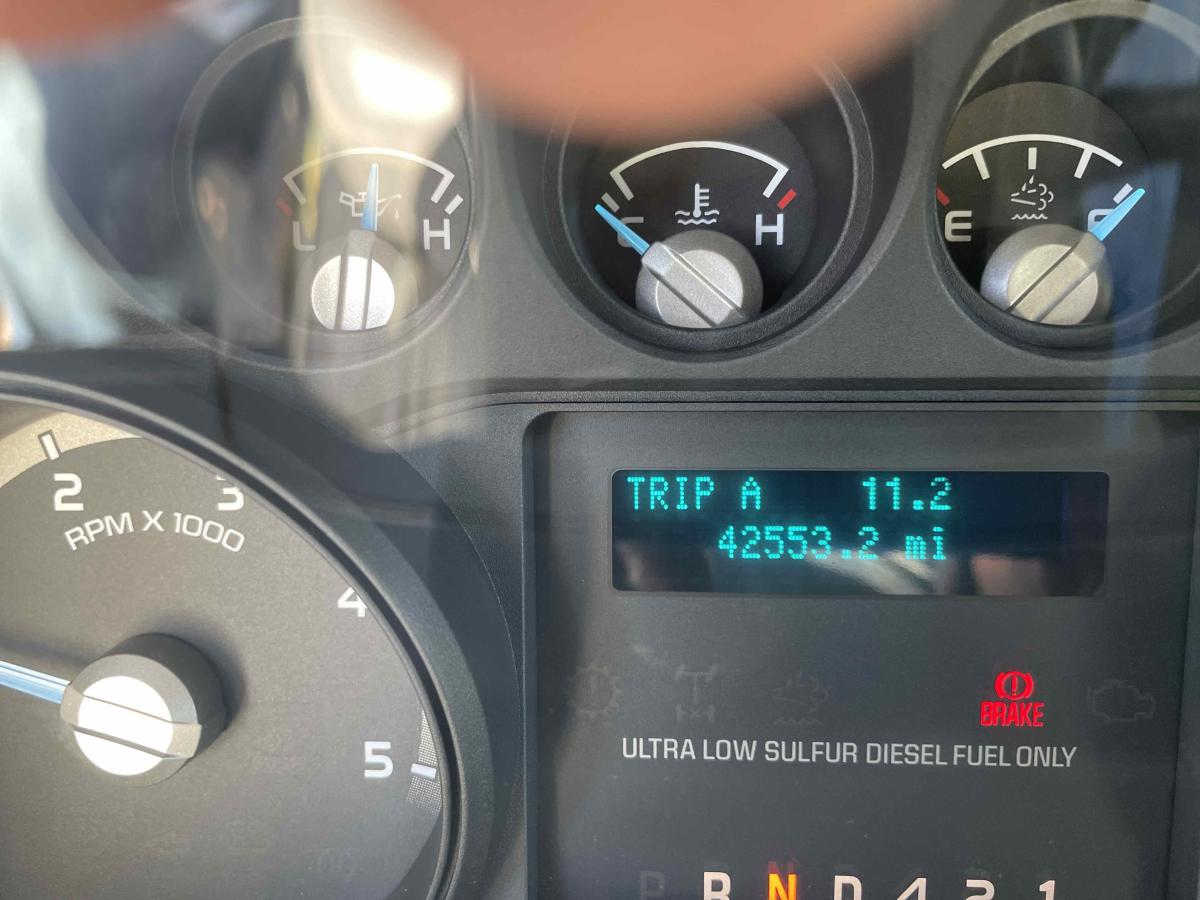 L H
C H
E F
TRIP A 11.2
42553.2 mi
2 3
RPM X 1000
4
5
BRAKE
ULTRA LOW SULFUR DIESEL FUEL ONLY
P R N D 4 2 1